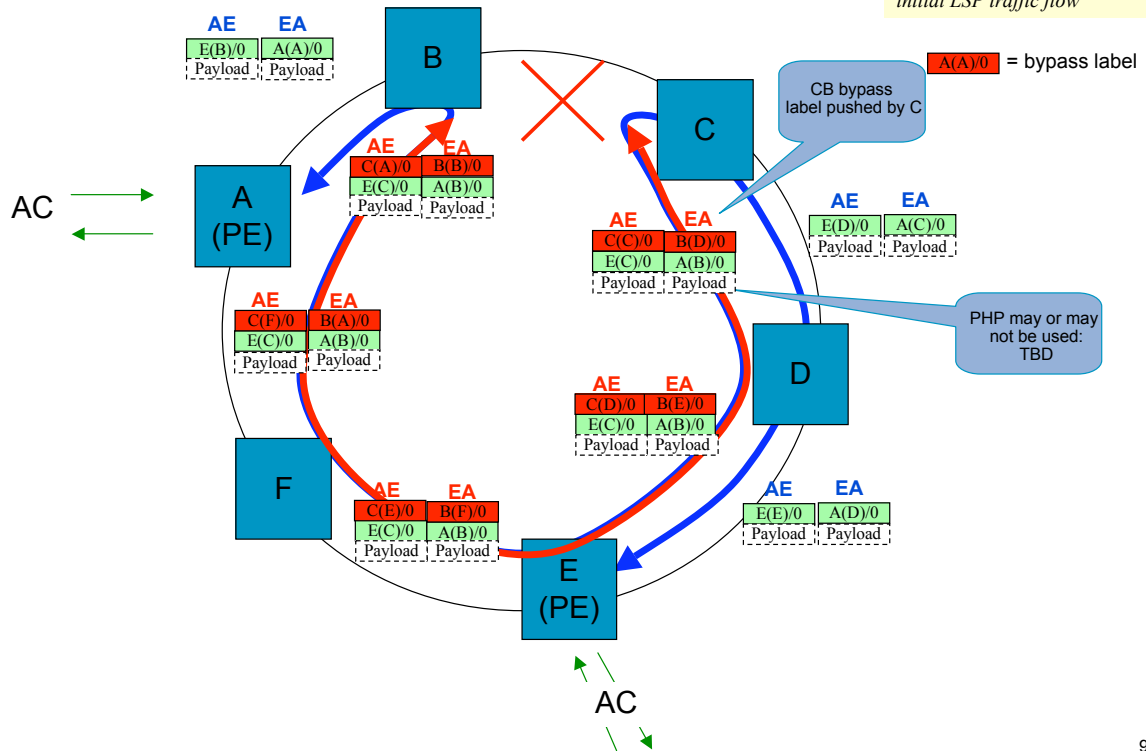 initial LSP traffic flow
AE EA
E(B)/0 A(A)/0
Payload Payload
B
A(A)/0 = bypass label
CB bypass
label pushed by C
C
AE EA
C(A)/0 B(B)/0
E(C)/0 A(B)/0
Payload Payload
A
(PE)
AC
AE EA
E(D)/0 A(C)/0
Payload Payload
AE EA
C(C)/0 B(D)/0
E(C)/0 A(B)/0
Payload Payload
PHP may or may
not be used:
TBD
AE EA
C(F)/0 B(A)/0
E(C)/0 A(B)/0
Payload Payload
D
AE EA
C(D)/0 B(E)/0
E(C)/0 A(B)/0
Payload Payload
F
AE EA
C(E)/0 B(F)/0
E(C)/0 A(B)/0
Payload Payload
AE EA
E(E)/0 A(D)/0
Payload Payload
E
(PE)
AC
9